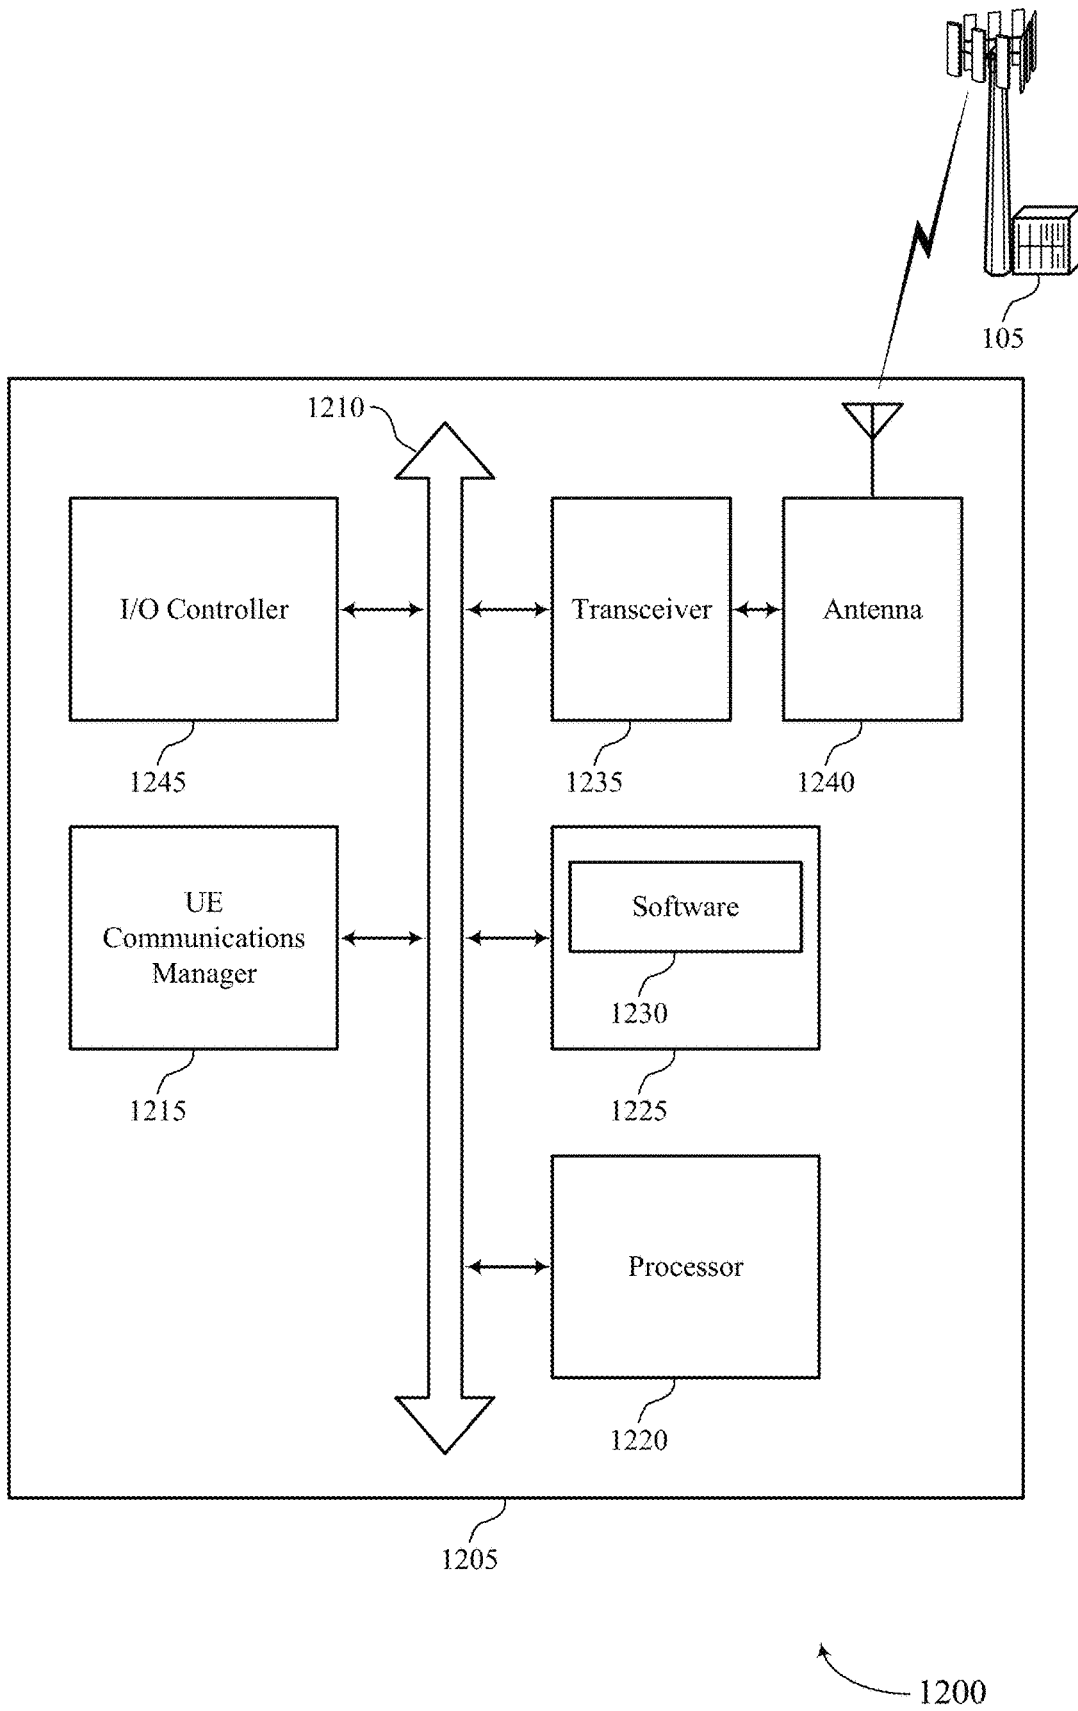 105
1210
I/O Controller
Transceiver
Antenna
1245
1235
1240
UE
Communications
Manager
Software
1230
1215
1225
Processor
1220
1205
1200